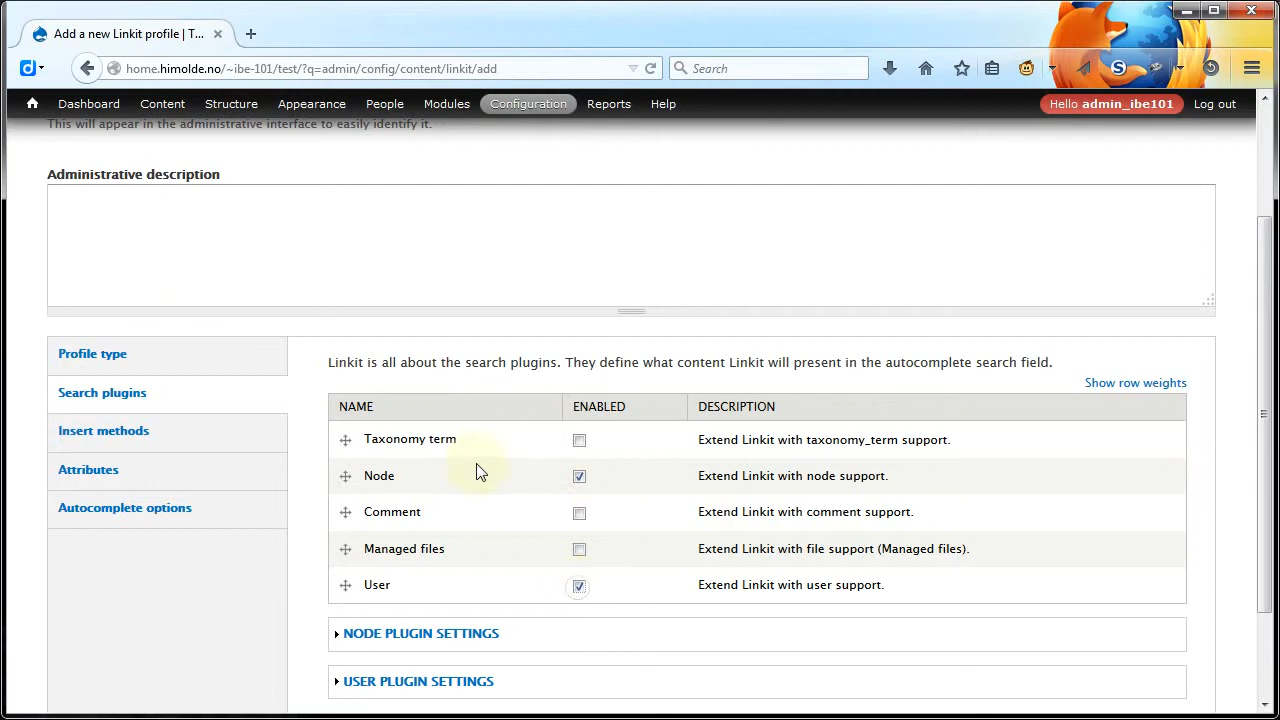 Add a new Linkit profile | T...
home.himolde.no/~ibe-101/test/?q=admin/config/content/linkit/add
Search
Dashboard Content Structure Appearance People Modules Configuration Reports Help Hello admin_ibe101 Log out
This will appear in the administrative interface to easily identify it.
Administrative description
Profile type
Search plugins
Insert methods
Attributes
Autocomplete options
Linkit is all about the search plugins. They define what content Linkit will present in the autocomplete search field.
Show row weights
NAME ENABLED DESCRIPTION
Taxonomy term Extend Linkit with taxonomy_term support.
Node Extend Linkit with node support.
Comment Extend Linkit with comment support.
Managed files Extend Linkit with file support (Managed files).
User Extend Linkit with user support.
NODE PLUGIN SETTINGS
USER PLUGIN SETTINGS